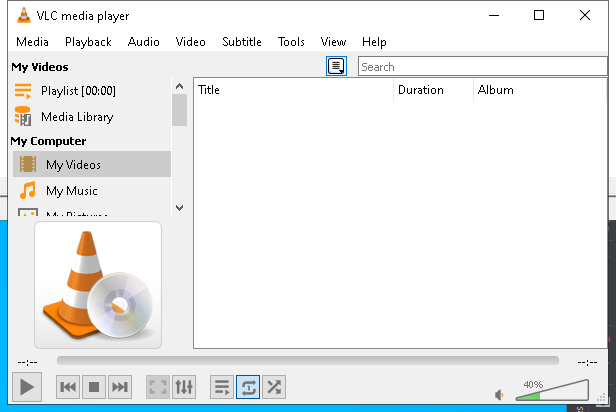 VLC media player
Media Playback Audio Video Subtitle Tools View Help
My Videos
Search
Playlist [00:00]
Title Duration Album
Media Library
My Computer
My Videos
My Music
My Pictures
--:-- --:--
40%